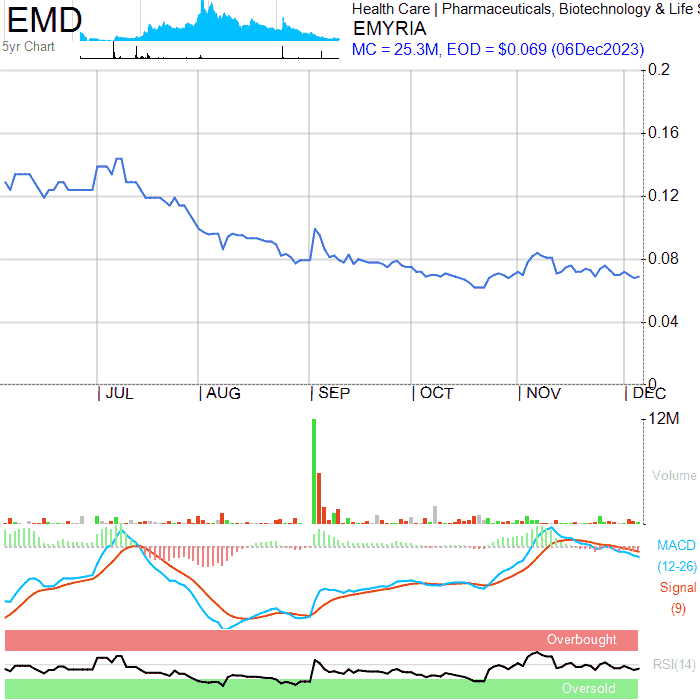 EMD
5yr Chart
Health Care | Pharmaceuticals, Biotechnology & Life
EMYRIA
MC = 25.3M, EOD = $0.069 (06Dec2023)
0.2
0.16
0.12
0.08
0.04
0
JUL AUG SEP OCT NOV DEC
12M
Volume
MACD
(12-26)
Signal
(9)
Overbought
RSI(14)
Oversold